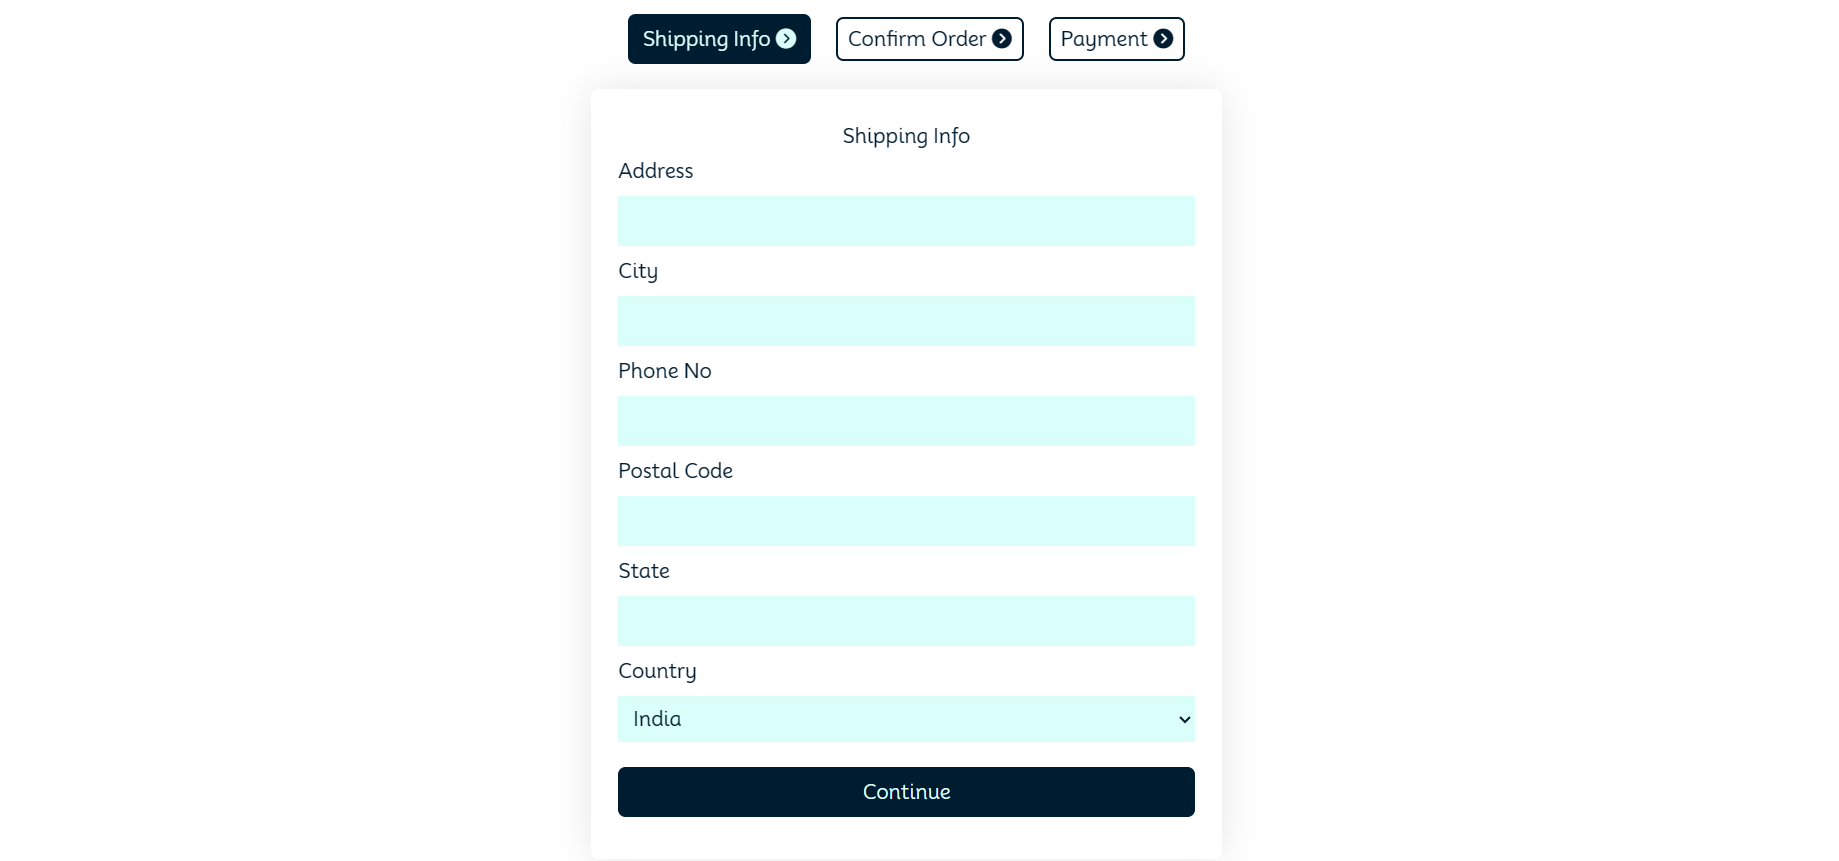 Shipping Info Confirm Order Payment
Shipping Info
Address
City
Phone No
Postal Code
State
Country
India
Continue